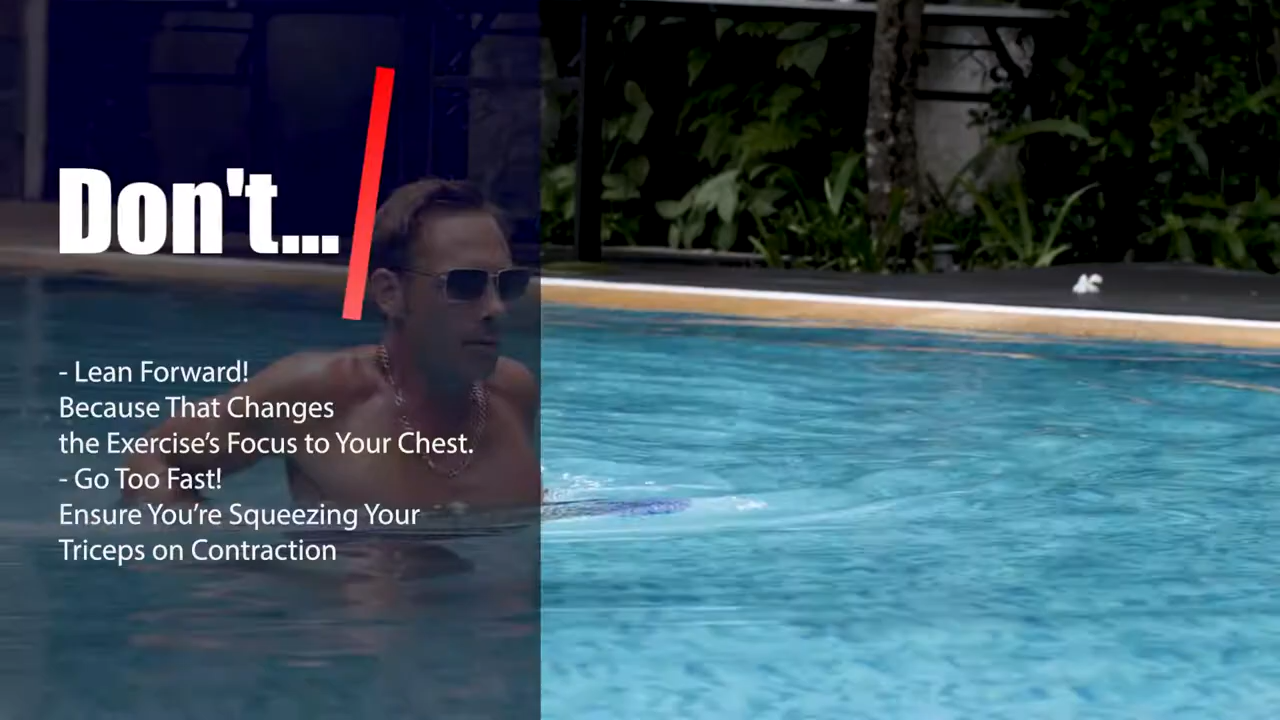 Don't...
- Lean Forward!
Because That Changes
the Exercise’s Focus to Your Chest.
- Go Too Fast!
Ensure You’re Squeezing Your
Triceps on Contraction